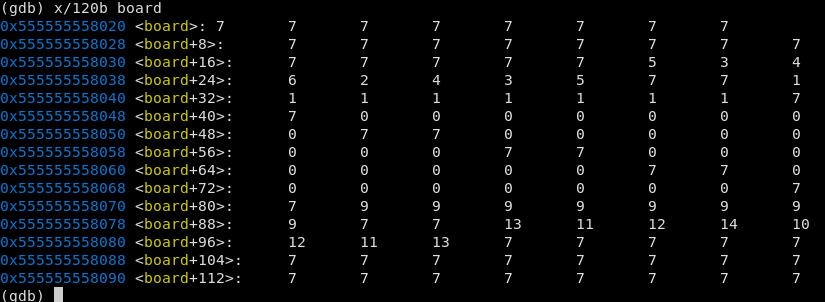 (gdb) x/120b board
0x555555558020 <board>: 7 7 7 7 7 7 7 7
0x555555558028 <board+8>: 7 7 7 7 7 7 7 7
0x555555558030 <board+16>: 7 7 7 7 7 5 3 4
0x555555558038 <board+24>: 6 2 4 3 5 7 7 1
0x555555558040 <board+32>: 1 1 1 1 1 1 1 7
0x555555558048 <board+40>: 7 0 0 0 0 0 0 0
0x555555558050 <board+48>: 0 7 7 0 0 0 0 0
0x555555558058 <board+56>: 0 0 0 7 7 0 0 0
0x555555558060 <board+64>: 0 0 0 0 0 7 7 0
0x555555558068 <board+72>: 0 0 0 0 0 0 0 7
0x555555558070 <board+80>: 7 9 9 9 9 9 9 9
0x555555558078 <board+88>: 9 7 7 13 11 12 14 10
0x555555558080 <board+96>: 12 11 13 7 7 7 7 7
0x555555558088 <board+104>: 7 7 7 7 7 7 7 7
0x555555558090 <board+112>: 7 7 7 7 7 7 7 7
(gdb)